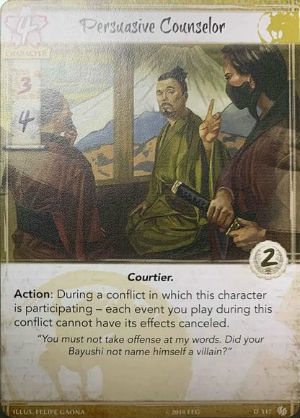 Persuasive Counselor
CHARACTER
3
4
2
Courtier.
Action: During a conflict in which this character
is participating – each event you play during this
conflict cannot have its effects canceled.
"You must not take offense at my words. Did your
Bayushi not name himself a villain?"
ILLUS. FELIPE GAONA